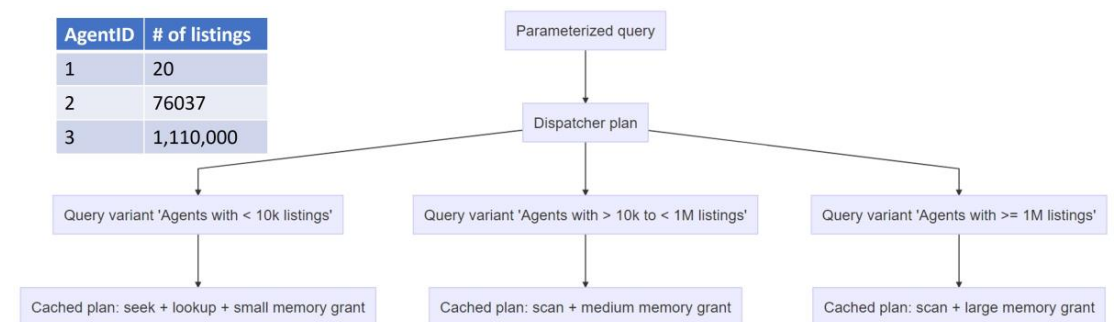 AgentID # of listings
1 20
2 76037
3 1,110,000
Parameterized query
Dispatcher plan
Query variant 'Agents with < 10k listings'
Query variant 'Agents with > 10k to < 1M listings'
Query variant 'Agents with >= 1M listings'
Cached plan: seek + lookup + small memory grant
Cached plan: scan + medium memory grant
Cached plan: scan + large memory grant